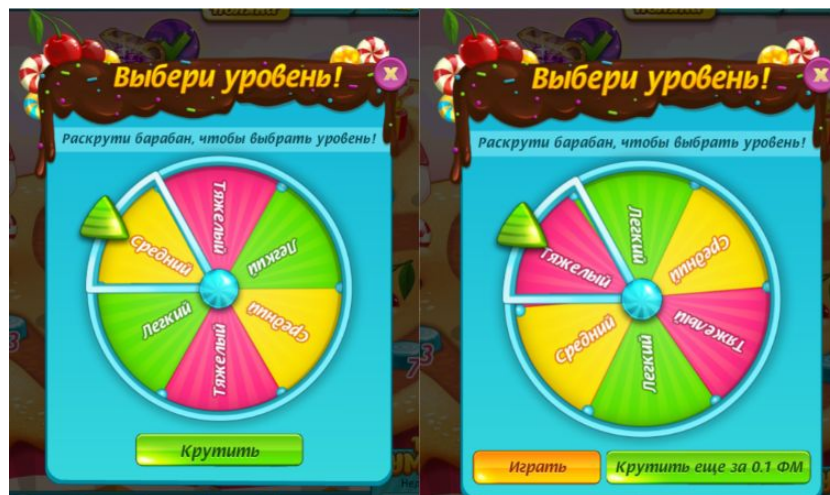 Выбери уровень!
Раскрути барабан, чтобы выбрать уровень!
Тяжелый
Легкий
Средний
Тяжелый
Легкий
Средний
Крутить
Выбери уровень!
Раскрути барабан, чтобы выбрать уровень!
Легкий
Средний
Тяжелый
Легкий
Средний
Тяжелый
Играть
Крутить еще за 0.1 ФМ